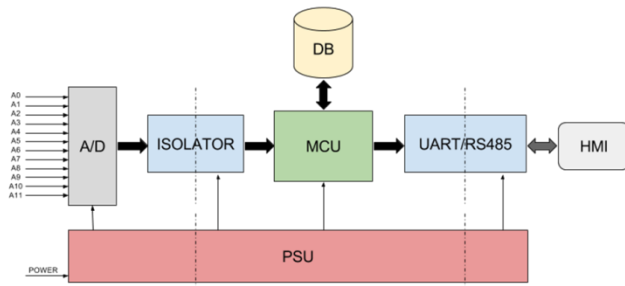 DB
A0
A1
A2
A3
A4
A5
A6
A7
A8
A9
A10
A11
A/D
ISOLATOR
MCU
UART/RS485
HMI
PSU
POWER